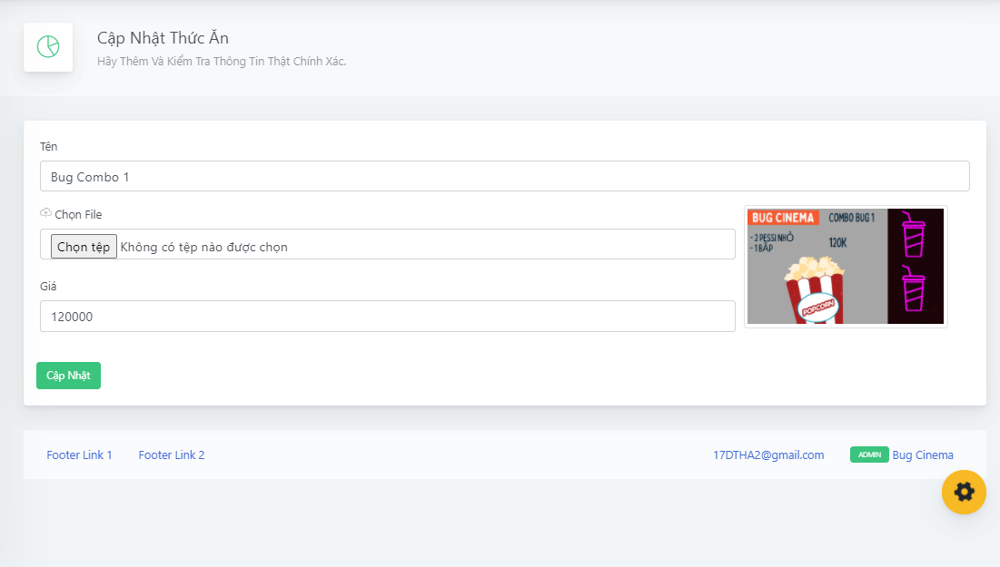 Cập Nhật Thức Ăn
Hãy Thêm Và Kiểm Tra Thông Tin Thật Chính Xác.
Tên
Bug Combo 1
Chọn File
Chọn tệp Không có tệp nào được chọn
BUG CINEMA COMBO BUG 1
- 2 PESSI NHỎ
- 1 BẮP
120K
POPCORN
Giá
120000
Cập Nhật
Footer Link 1 Footer Link 2 17DTHA2@gmail.com ADMIN Bug Cinema